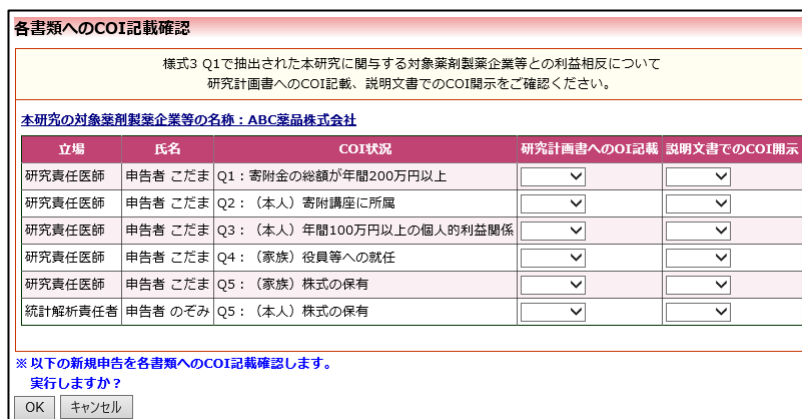 各書類へのCOI記載確認
様式3 Q1で抽出された本研究に関与する対象薬剤製薬企業等との利益相反について
研究計画書へのCOI記載、説明文書でのCOI開示をご確認ください。
本研究の対象薬剤製薬企業等の名称：ABC薬品株式会社
立場 氏名 COI状況 研究計画書へのOI記載 説明文書でのCOI開示
研究責任医師 申告者 こだま Q1：寄附金の総額が年間200万円以上
研究責任医師 申告者 こだま Q2：（本人）寄附講座に所属
研究責任医師 申告者 こだま Q3：（本人）年間100万円以上の個人的利益関係
研究責任医師 申告者 こだま Q4：（家族）役員等への就任
研究責任医師 申告者 こだま Q5：（家族）株式の保有
統計解析責任者 申告者 のぞみ Q5：（本人）株式の保有
※以下の新規申告を各書類へのCOI記載確認します。
実行しますか？
OK キャンセル